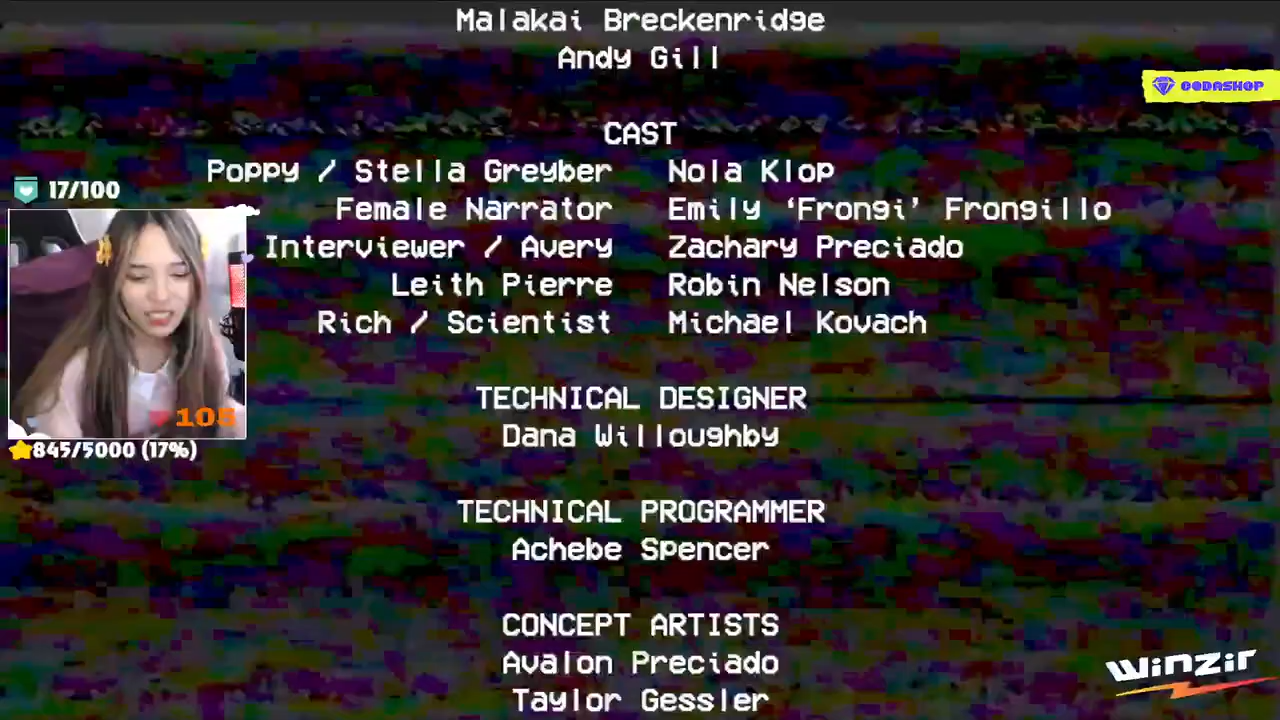 Malakai Breckenridge
Andy Gill
CODASHOP
CAST
Poppy / Stella Greyber Nola Klop
17/100
Female Narrator Emily ‘Frongi’ Frongillo
Interviewer / Avery Zachary Preciado
Leith Pierre Robin Nelson
Rich / Scientist Michael Kovach
TECHNICAL DESIGNER
105
Dana Willoughby
845/5000 (17%)
TECHNICAL PROGRAMMER
Achebe Spencer
CONCEPT ARTISTS
Avalon Preciado
WiNZiR
Taylor Gessler